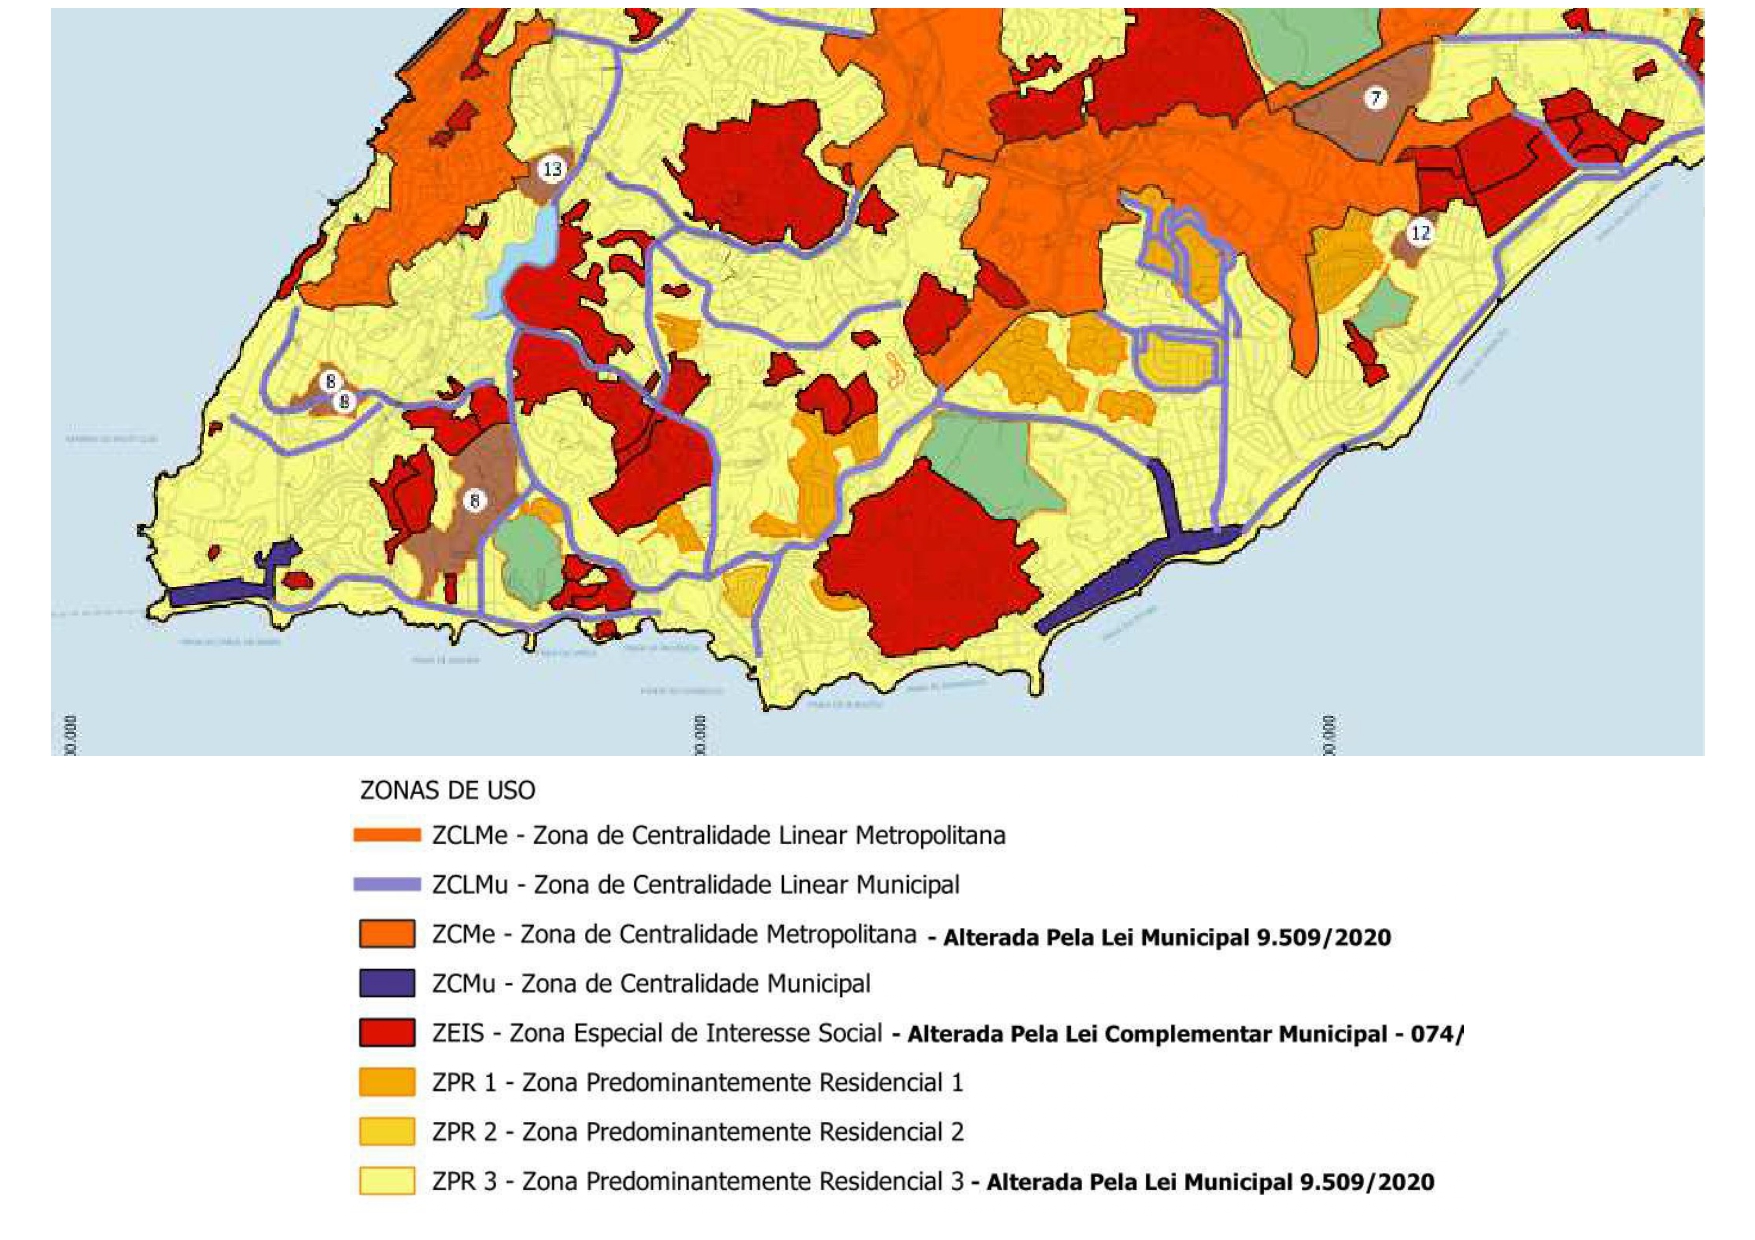 7
13
12
8
8
8
00.000
00.000
00.000
ZONAS DE USO
ZCLMe - Zona de Centralidade Linear Metropolitana
ZCLMu - Zona de Centralidade Linear Municipal
ZCMe - Zona de Centralidade Metropolitana - Alterada Pela Lei Municipal 9.509/2020
ZCMu - Zona de Centralidade Municipal
ZEIS - Zona Especial de Interesse Social - Alterada Pela Lei Complementar Municipal - 074/
ZPR 1 - Zona Predominantemente Residencial 1
ZPR 2 - Zona Predominantemente Residencial 2
ZPR 3 - Zona Predominantemente Residencial 3 - Alterada Pela Lei Municipal 9.509/2020